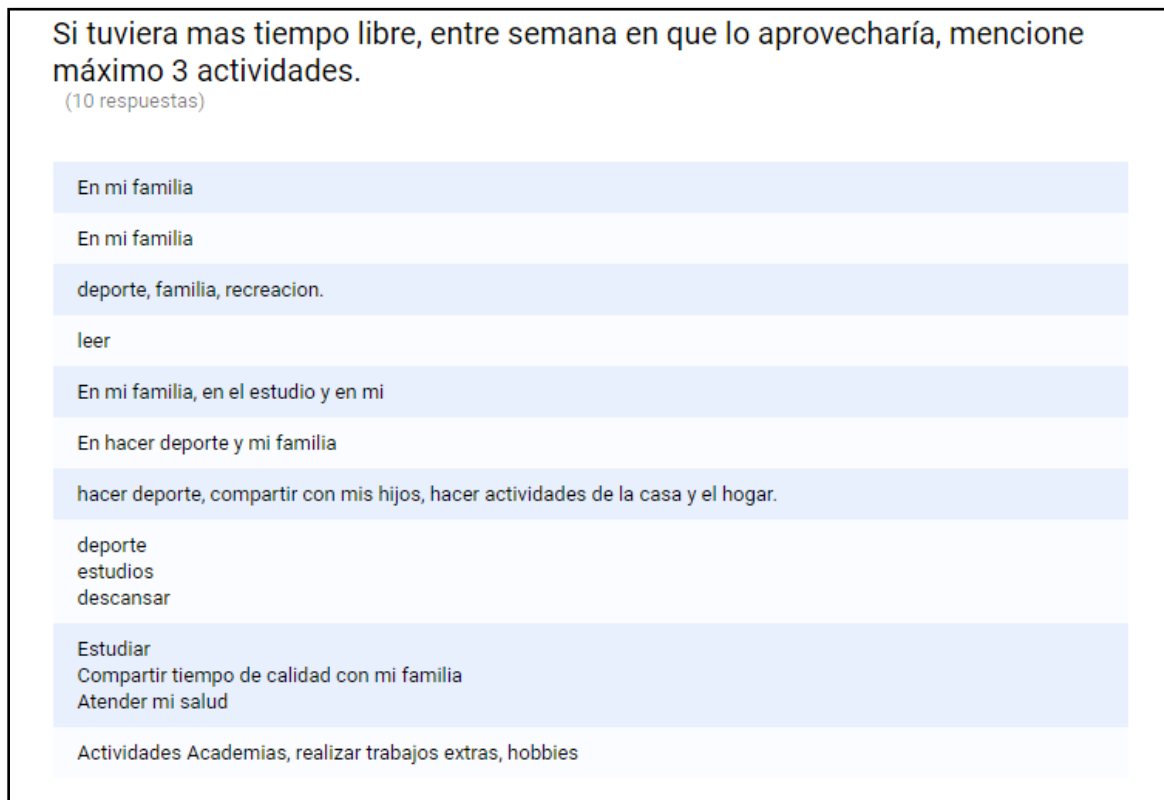 Si tuviera mas tiempo libre, entre semana en que lo aprovecharía, mencione
máximo 3 actividades.
(10 respuestas)
En mi familia
En mi familia
deporte, familia, recreacion.
leer
En mi familia, en el estudio y en mi
En hacer deporte y mi familia
hacer deporte, compartir con mis hijos, hacer actividades de la casa y el hogar.
deporte
estudios
descansar
Estudiar
Compartir tiempo de calidad con mi familia
Atender mi salud
Actividades Academias, realizar trabajos extras, hobbies